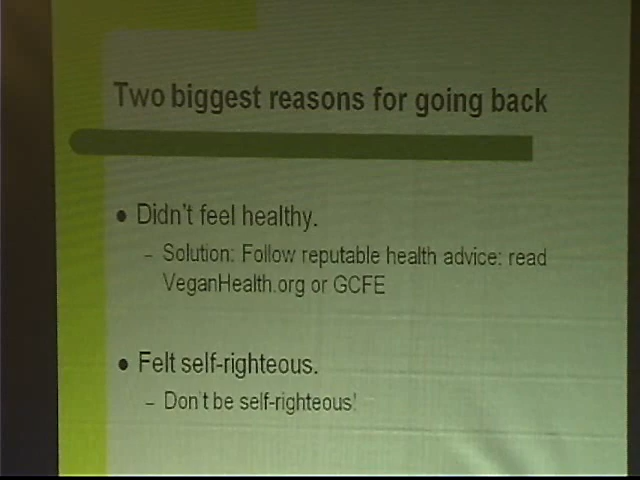 Two biggest reasons for going back
• Didn't feel healthy.
– Solution: Follow reputable health advice: read
VeganHealth.org or GCFE
• Felt self-righteous.
– Don't be self-righteous!